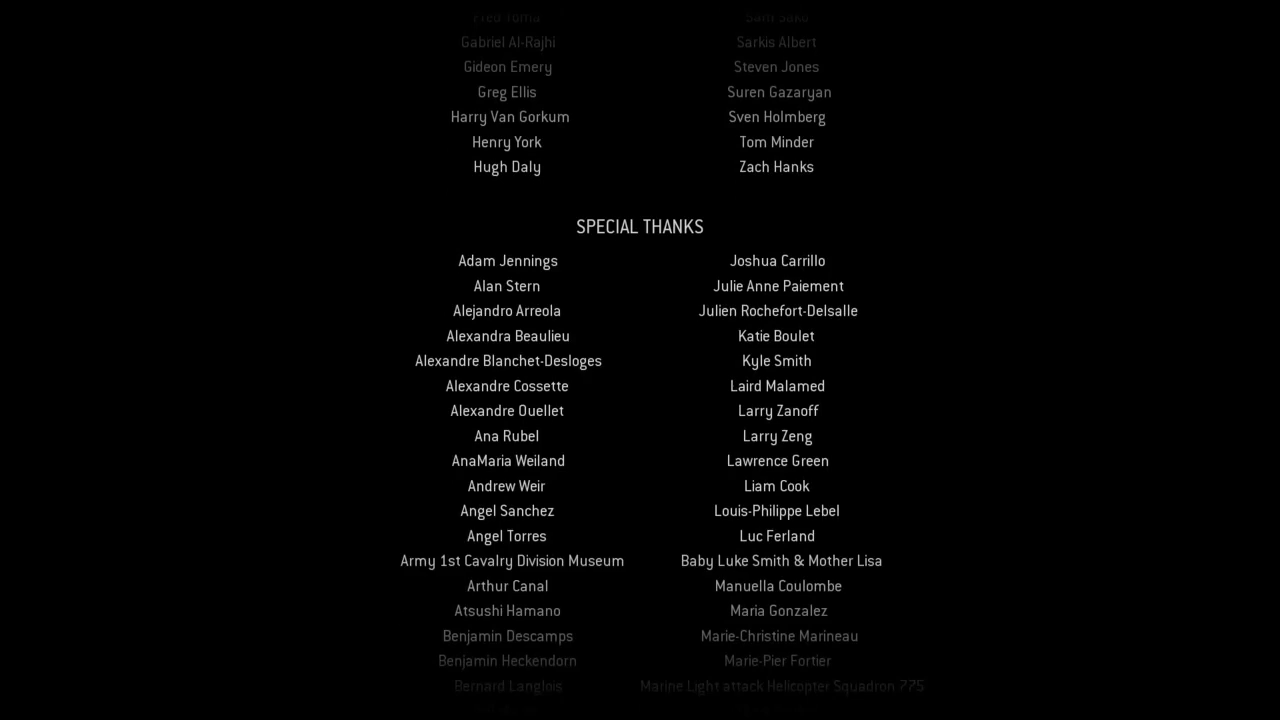 Fred Toma Sam Sako
Gabriel Al-Rajhi Sarkis Albert
Gideon Emery Steven Jones
Greg Ellis Suren Gazaryan
Harry Van Gorkum Sven Holmberg
Henry York Tom Minder
Hugh Daly Zach Hanks
SPECIAL THANKS
Adam Jennings Joshua Carrillo
Alan Stern Julie Anne Paiement
Alejandro Arreola Julien Rochefort-Delsalle
Alexandra Beaulieu Katie Boulet
Alexandre Blanchet-Desloges Kyle Smith
Alexandre Cossette Laird Malamed
Alexandre Ouellet Larry Zanoff
Ana Rubel Larry Zeng
AnaMaria Weiland Lawrence Green
Andrew Weir Liam Cook
Angel Sanchez Louis-Philippe Lebel
Angel Torres Luc Ferland
Army 1st Cavalry Division Museum Baby Luke Smith & Mother Lisa
Arthur Canal Manuella Coulombe
Atsushi Hamano Maria Gonzalez
Benjamin Descamps Marie-Christine Marineau
Benjamin Heckendorn Marie-Pier Fortier
Bernard Langlois Marine Light attack Helicopter Squadron 775